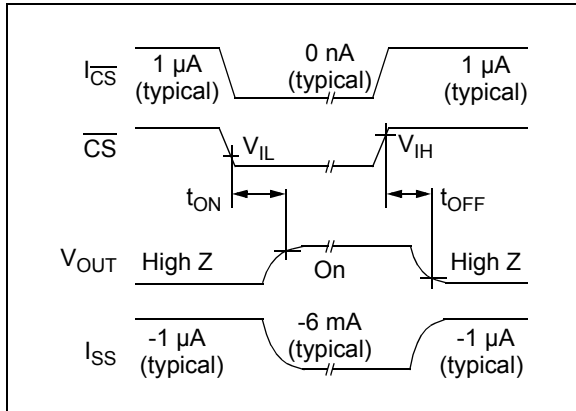 I_CS̅ 1 µA (typical) 0 nA (typical) 1 µA (typical)
C̅S̅ V_IL V_IH
t_ON t_OFF
V_OUT High Z On High Z
I_SS -1 µA (typical) -6 mA (typical) -1 µA (typical)